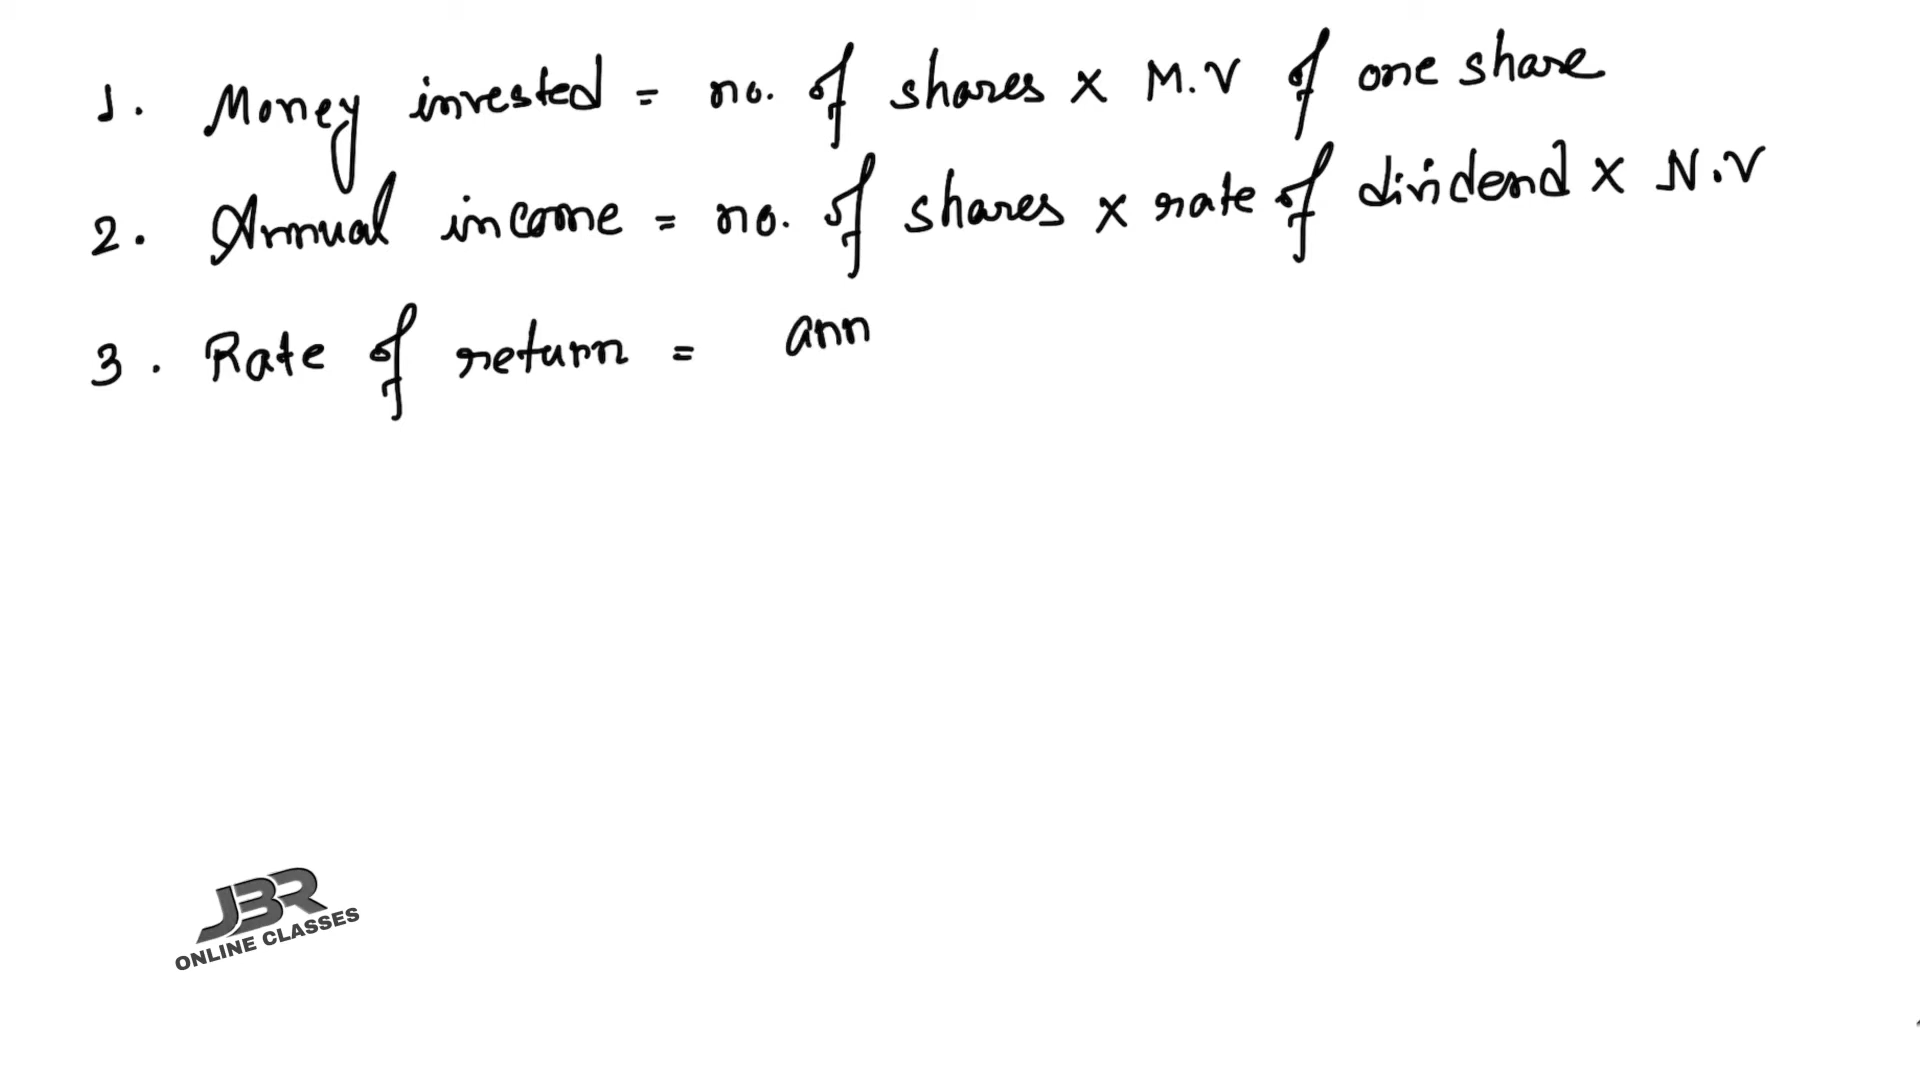 1. Money invested = no. of shares x M.V of one share
2. Annual income = no. of shares x rate of dividend x N.V
3. Rate of return = ann
JBR
ONLINE CLASSES